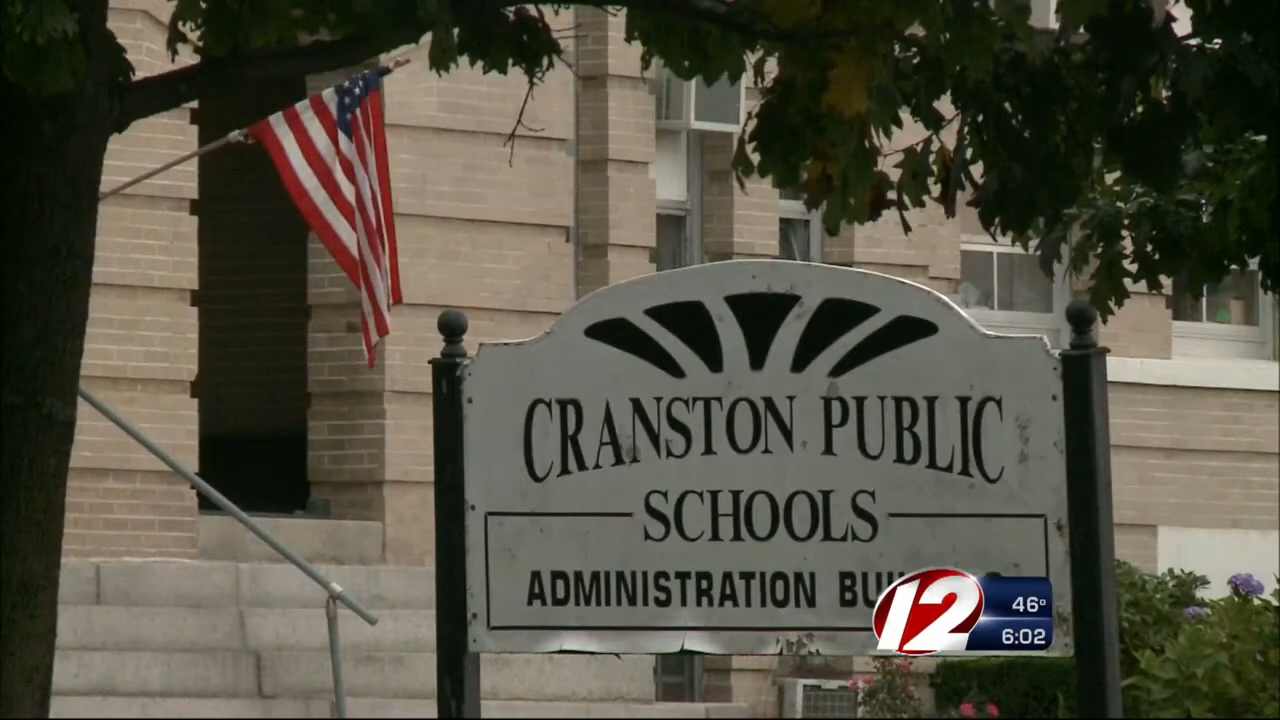 CRANSTON PUBLIC
SCHOOLS
ADMINISTRATION
12
46°
6:02